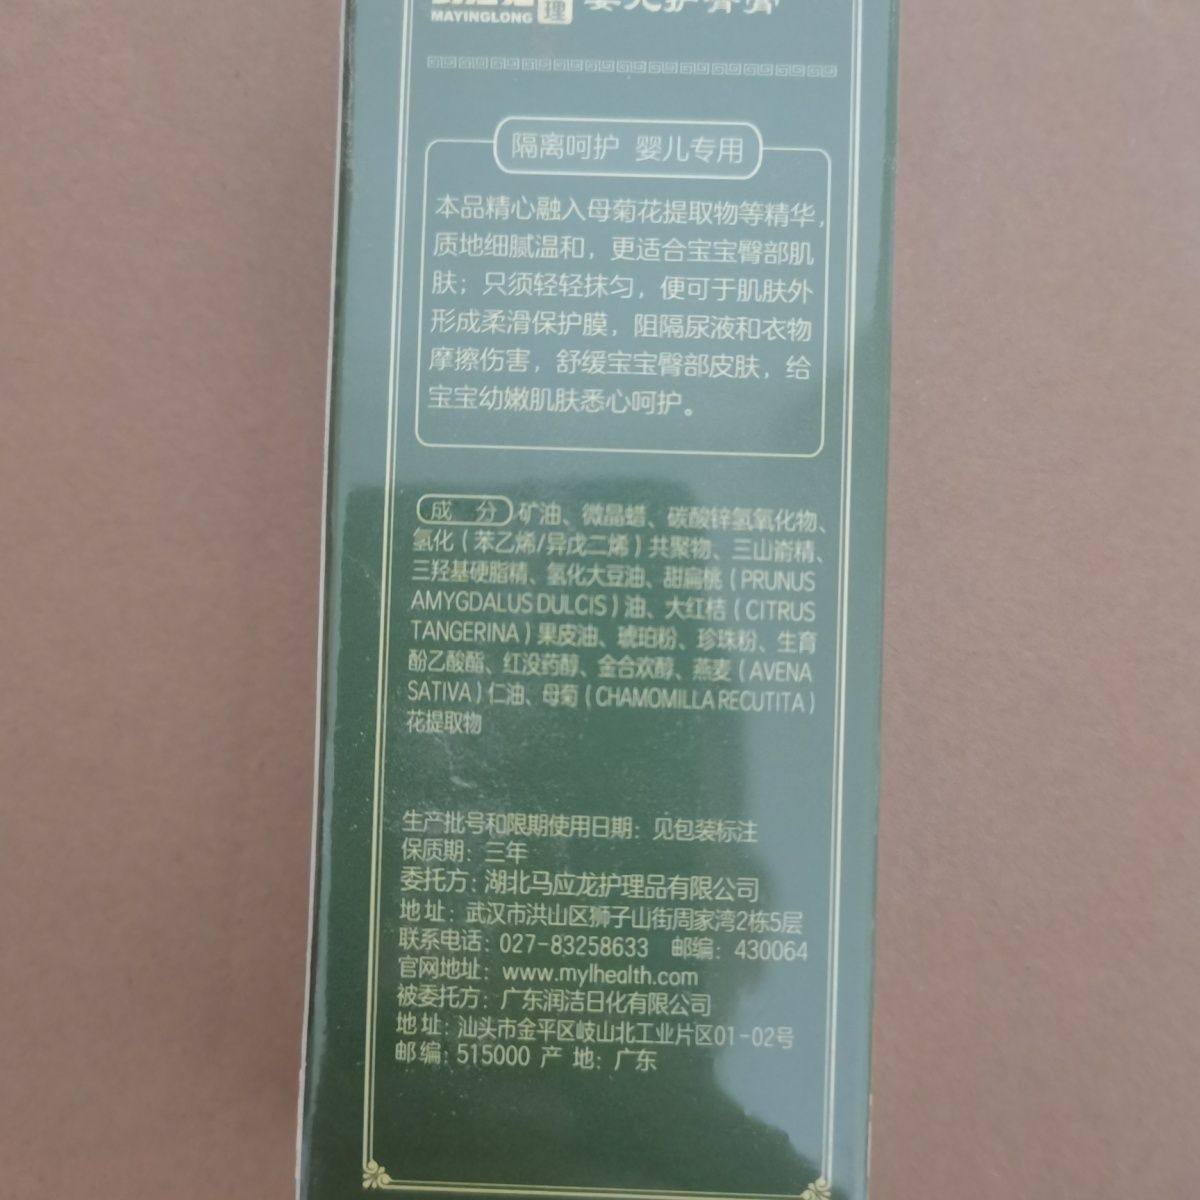 MAYINGLONG 理 婴儿护臀膏
隔离呵护 婴儿专用
本品精心融入母菊花提取物等精华，
质地细腻温和，更适合宝宝臀部肌
肤；只须轻轻抹匀，便可于肌肤外
形成柔滑保护膜，阻隔尿液和衣物
摩擦伤害，舒缓宝宝臀部皮肤，给
宝宝幼嫩肌肤悉心呵护。
成 分 矿油、微晶蜡、碳酸锌氢氧化物、
氢化（苯乙烯/异戊二烯）共聚物、三山嵛精、
三羟基硬脂精、氢化大豆油、甜扁桃（PRUNUS
AMYGDALUS DULCIS）油、大红桔（CITRUS
TANGERINA）果皮油、琥珀粉、珍珠粉、生育
酚乙酸酯、红没药醇、金合欢醇、燕麦（AVENA
SATIVA）仁油、母菊（CHAMOMILLA RECUTITA）
花提取物
生产批号和限期使用日期：见包装标注
保质期：三年
委托方：湖北马应龙护理品有限公司
地址：武汉市洪山区狮子山街周家湾2栋5层
联系电话：027-83258633 邮编：430064
官网地址：www.mylhealth.com
被委托方：广东润洁日化有限公司
地址：汕头市金平区岐山北工业片区01-02号
邮编：515000 产 地：广东